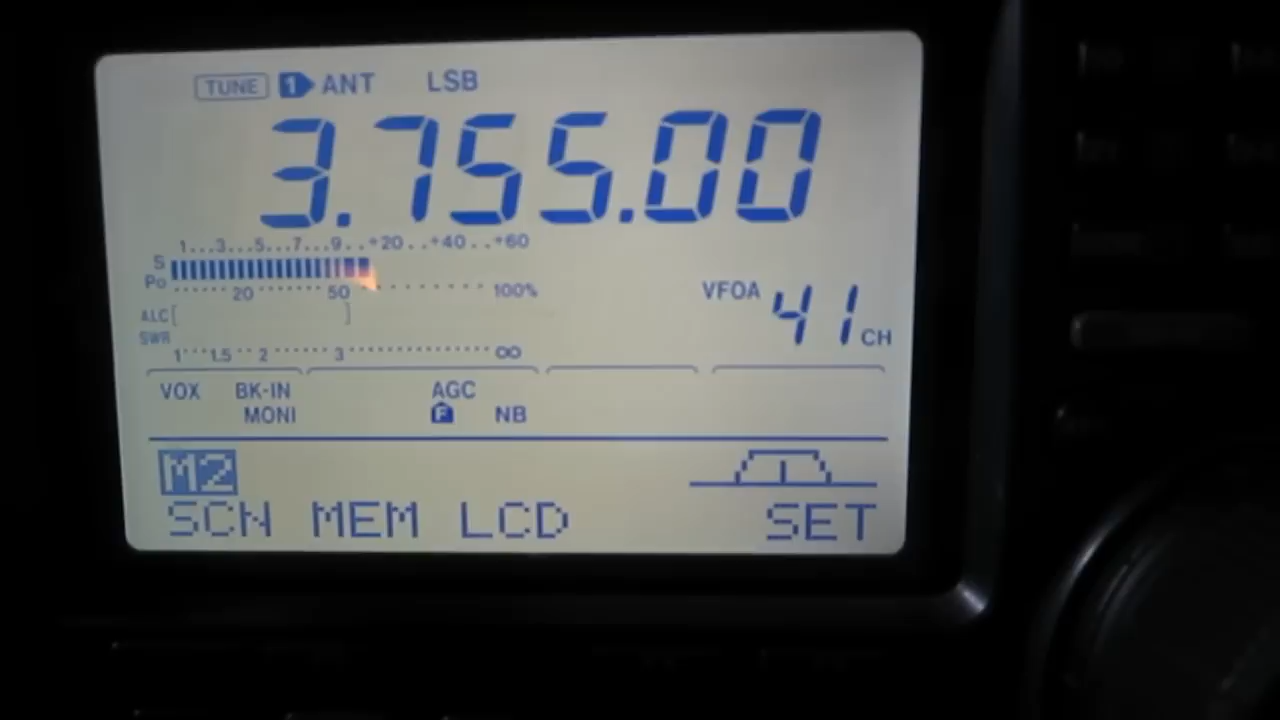 TUNE 1 ANT LSB
3.755.00
1...3...5...7...9..+20..+40..+60
S
Po
20 50 100%
VFOA 41 CH
ALC
SWR
1 1.5 2 3 ∞
VOX BK-IN AGC
MONI F NB
M2
SCN MEM LCD SET